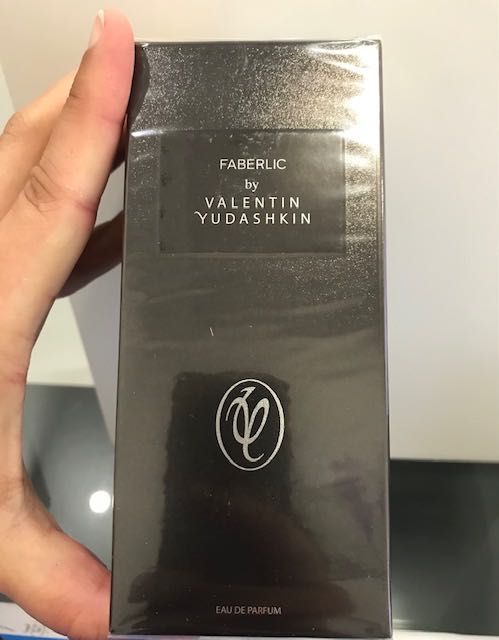 FABERLIC
by
VALENTIN
YUDASHKIN
EAU DE PARFUM